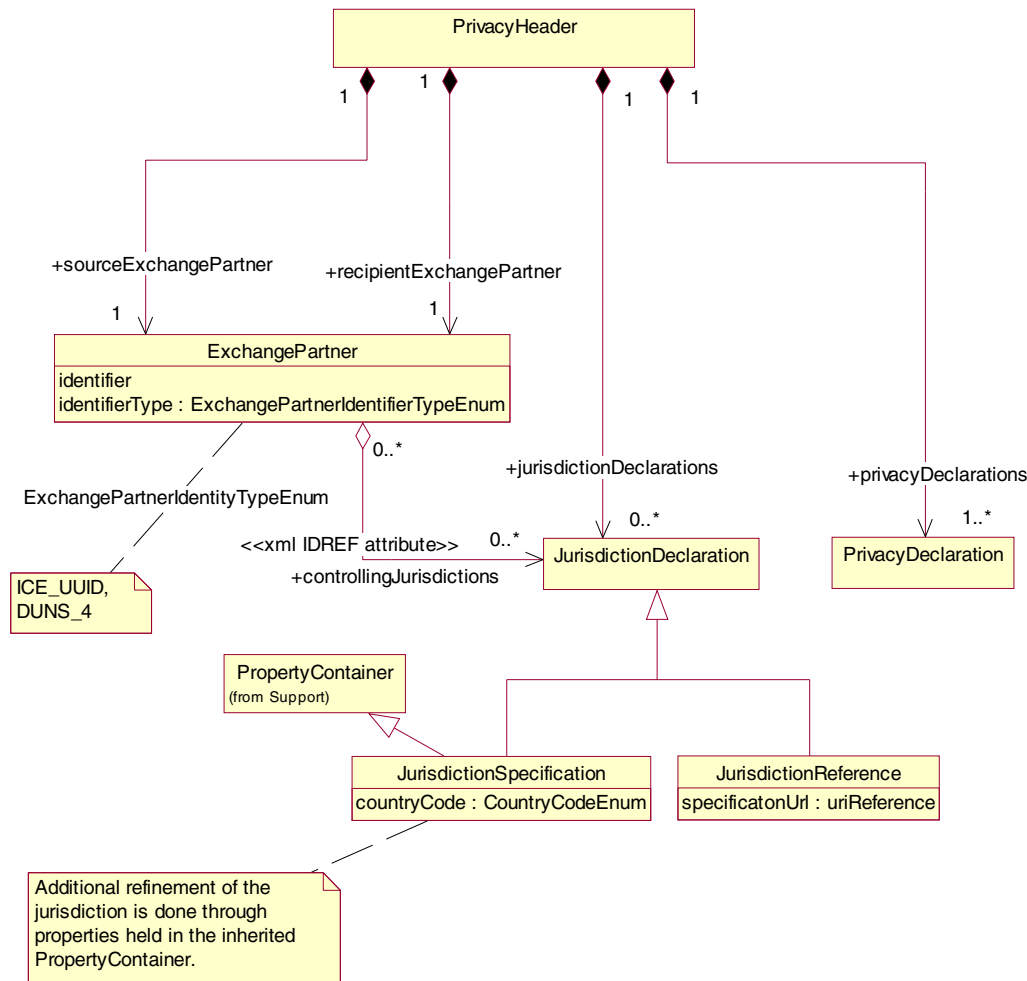 PrivacyHeader
1
1
1
1
+sourceExchangePartner
+recipientExchangePartner
1
1
ExchangePartner
identifier
identifierType : ExchangePartnerIdentifierTypeEnum
0..*
+jurisdictionDeclarations
+privacyDeclarations
ExchangePartnerIdentityTypeEnum
0..*
1..*
<<xml IDREF attribute>>
0..*
+controllingJurisdictions
JurisdictionDeclaration
PrivacyDeclaration
ICE_UUID,
DUNS_4
PropertyContainer
(from Support)
JurisdictionSpecification
countryCode : CountryCodeEnum
JurisdictionReference
specificatonUrl : uriReference
Additional refinement of the
jurisdiction is done through
properties held in the inherited
PropertyContainer.